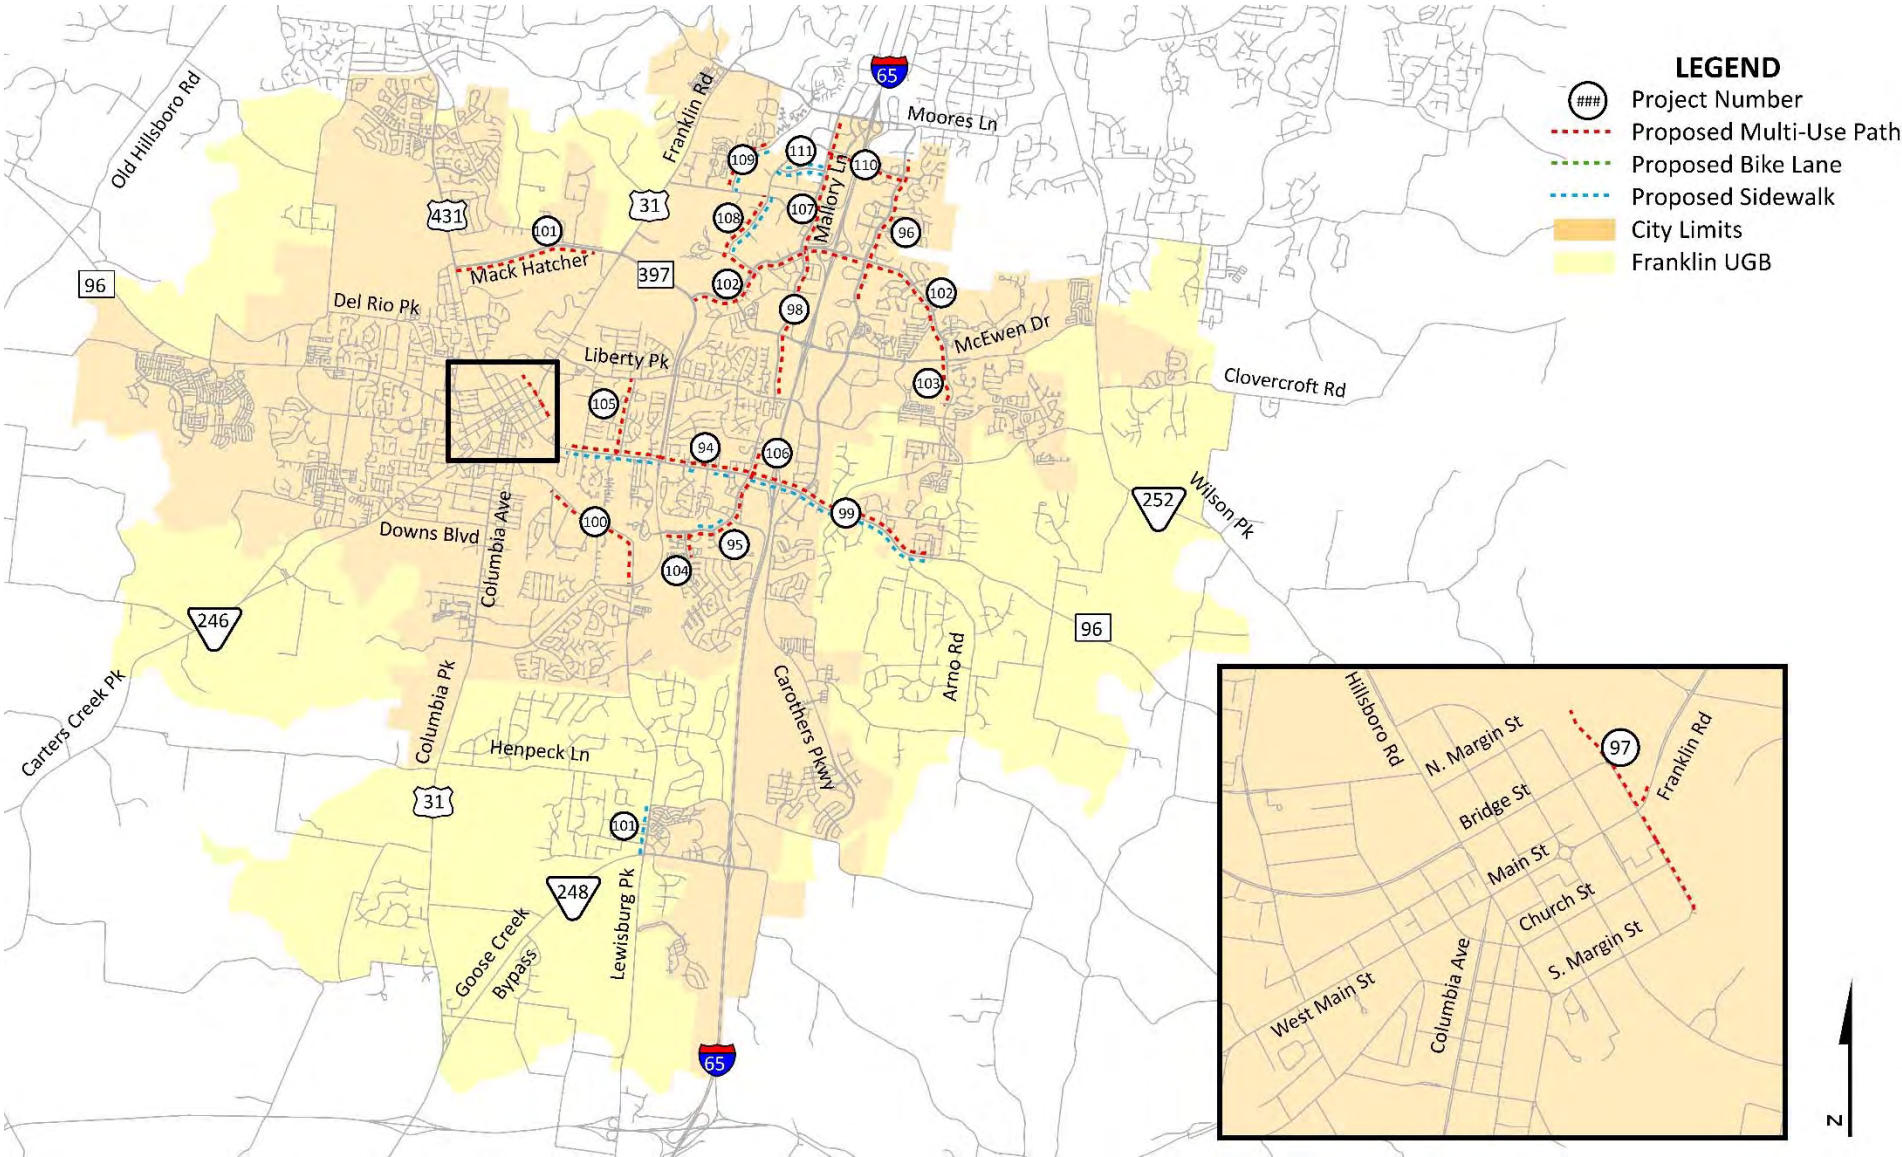 65
Moores Ln
Franklin Rd
Old Hillsboro Rd
LEGEND
### Project Number
Proposed Multi-Use Path
Proposed Bike Lane
Proposed Sidewalk
City Limits
Franklin UGB
109
111
110
Mallory Ln
431
31
108
107
96
101
Mack Hatcher
397
96
102
102
98
Del Rio Pk
McEwen Dr
Liberty Pk
103
Clovercroft Rd
105
94
106
252
Wilson Pk
Columbia Ave
100
99
Downs Blvd
95
104
246
96
Arno Rd
Carters Creek Pk
Columbia Pk
Carothers Pkwy
Henpeck Ln
31
101
248
Lewisburg Pk
Goose Creek
Bypass
65
Hillsboro Rd
N. Margin St
97
Franklin Rd
Bridge St
Main St
Church St
S. Margin St
Columbia Ave
West Main St
N